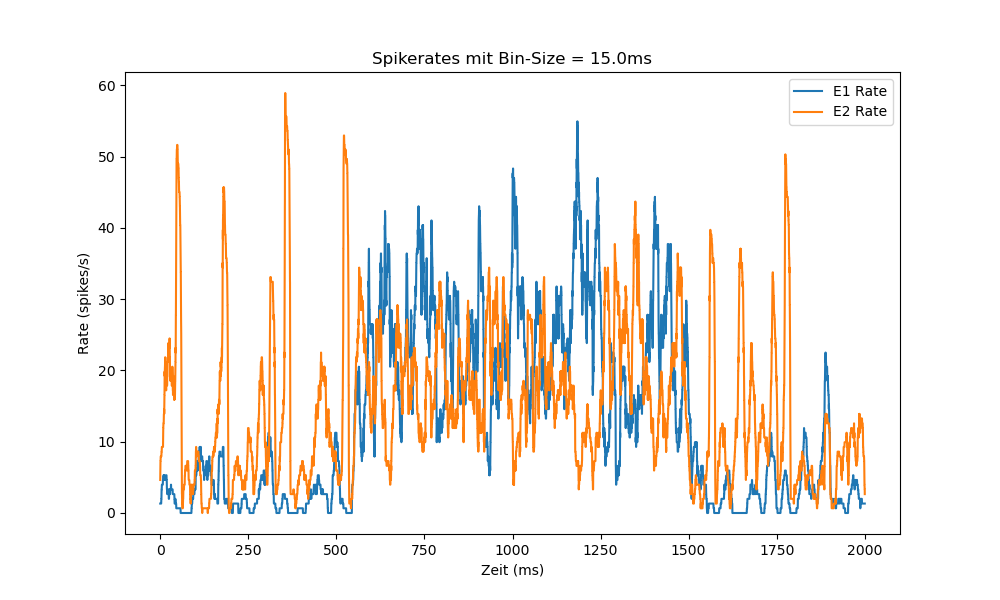 Spikerates mit Bin-Size = 15.0ms
E1 Rate
E2 Rate
60
50
40
30
20
10
0
Rate (spikes/s)
0 250 500 750 1000 1250 1500 1750 2000
Zeit (ms)